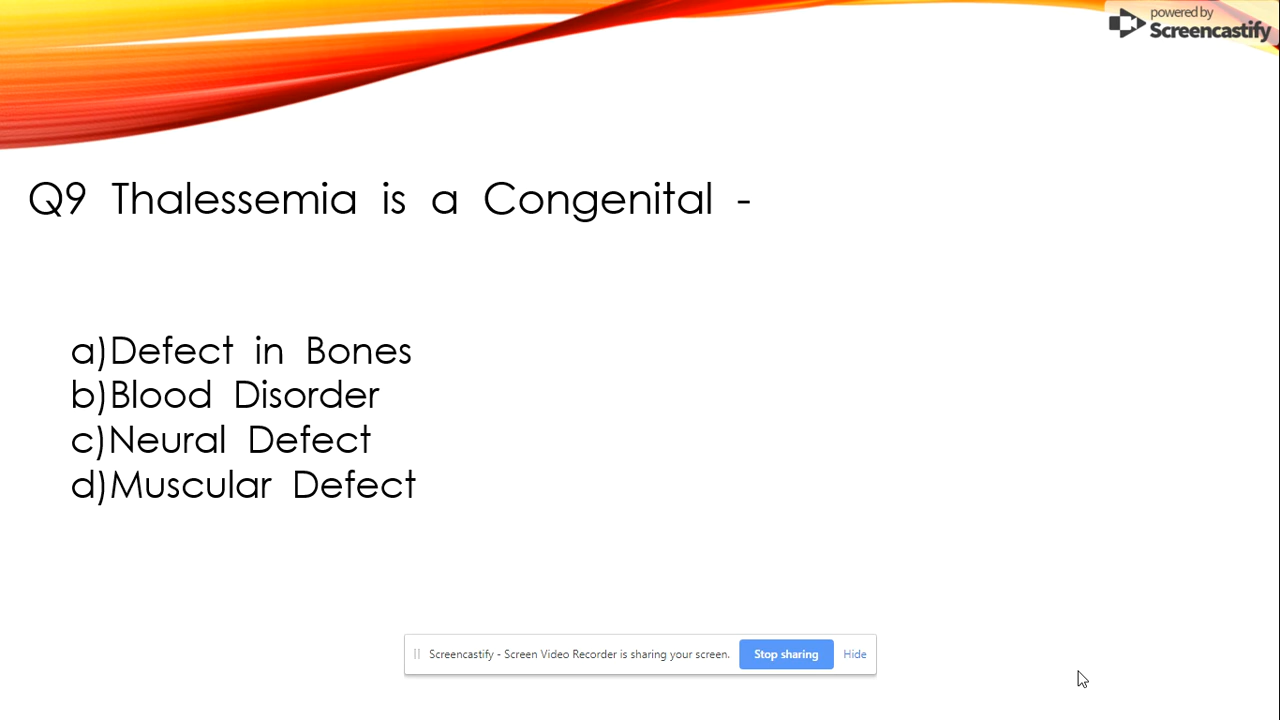 powered by
Screencastify
Q9 Thalessemia is a Congenital -
a)Defect in Bones
b)Blood Disorder
c)Neural Defect
d)Muscular Defect
Screencastify - Screen Video Recorder is sharing your screen. Stop sharing Hide